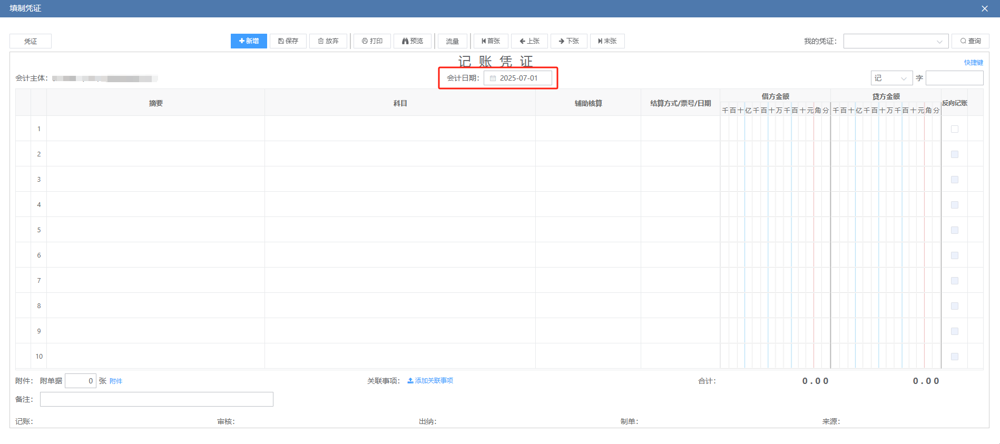 填制凭证
凭证 新增 保存 放弃 打印 预览 流量 首张 上张 下张 末张 我的凭证： 查询
记账凭证
快捷键
会计主体： 会计日期： 2025-07-01 记 字
摘要 科目 辅助核算 结算方式/票号/日期 借方金额 贷方金额 反向记账
千百十亿千百十万千百十元角分 千百十亿千百十万千百十元角分
1
2
3
4
5
6
7
8
9
10
附件： 附单据 0 张 附件 关联事项： 添加关联事项 合计： 0.00 0.00
备注：
记账： 审核： 出纳： 制单： 来源：